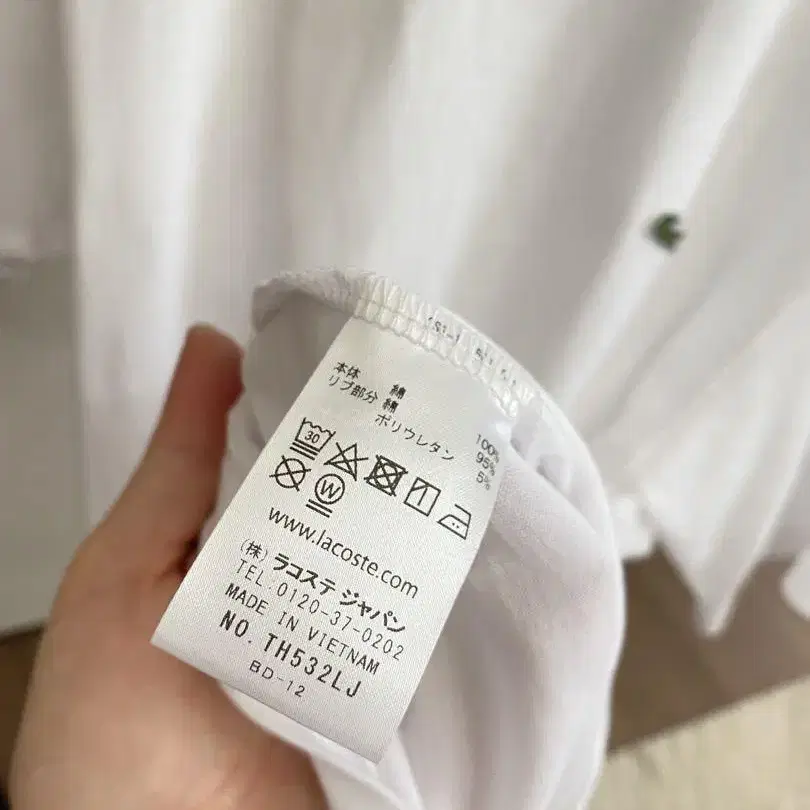 本体 綿 100%
リブ部分 綿 95%
ポリウレタン 5%
30
W
www.lacoste.com
(株) ラコステ ジャパン
TEL.0120-37-0202
MADE IN VIETNAM
NO. TH532LJ
BD-12